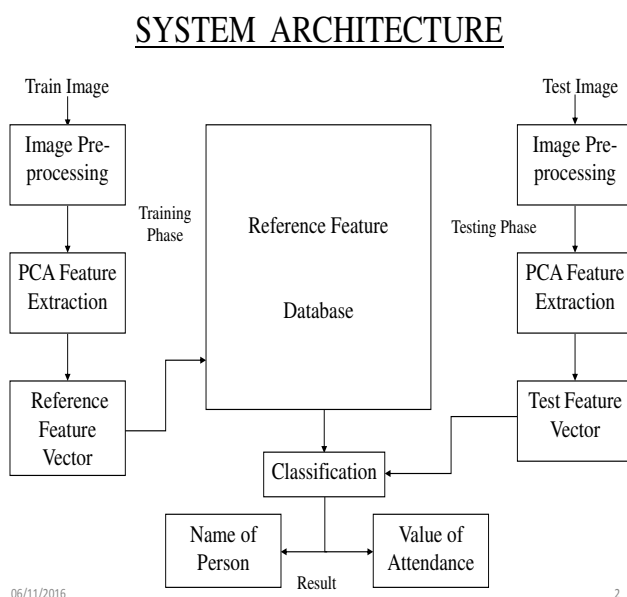 SYSTEM ARCHITECTURE
Train Image
Image Pre-
processing
PCA Feature
Extraction
Reference
Feature
Vector
Training
Phase
Reference Feature
Database
Testing Phase
Test Image
Image Pre-
processing
PCA Feature
Extraction
Test Feature
Vector
Classification
Name of
Person
Value of
Attendance
Result
06/11/2016
2